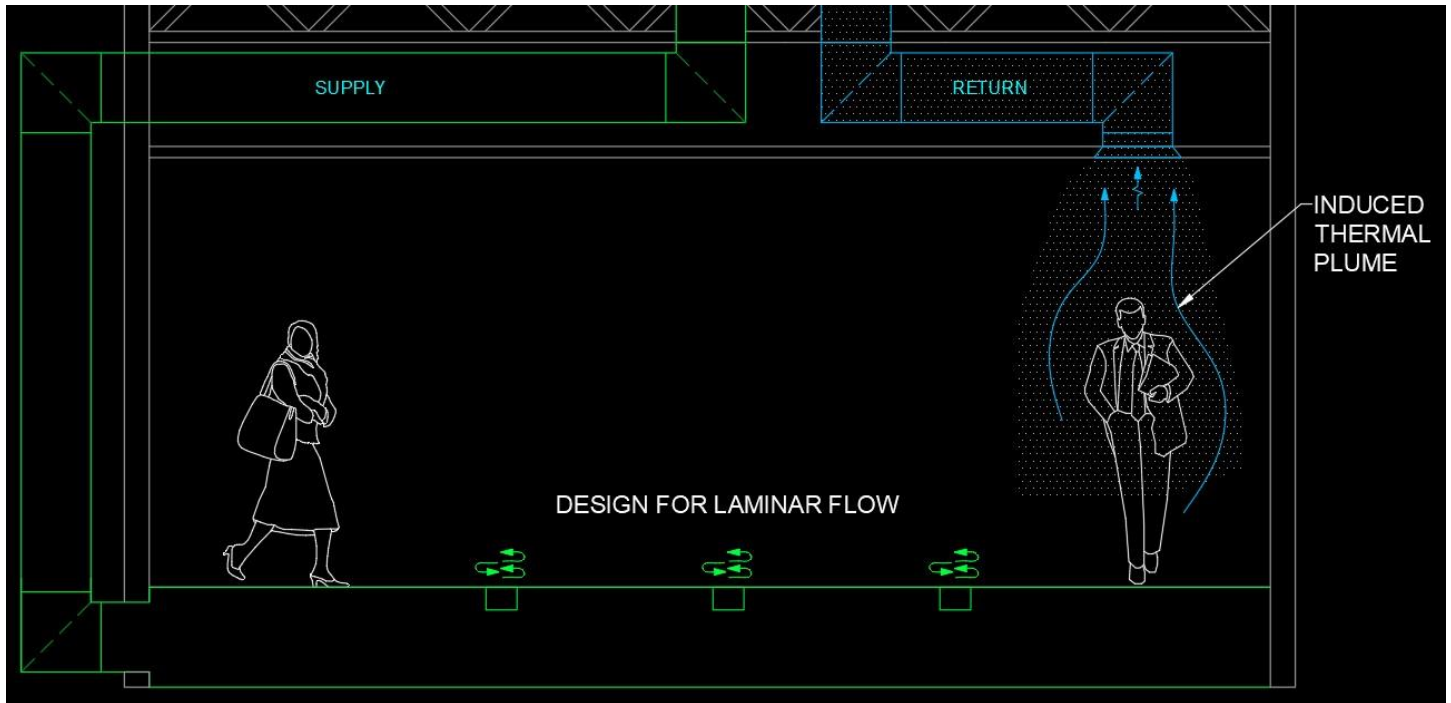 SUPPLY
RETURN
INDUCED
THERMAL
PLUME
DESIGN FOR LAMINAR FLOW